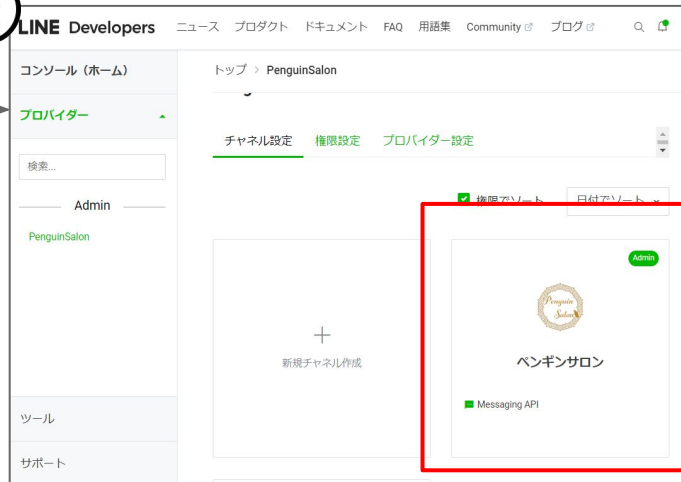 LINE Developers ニュース プロダクト ドキュメント FAQ 用語集 Community ブログ
コンソール（ホーム）
トップ > PenguinSalon
プロバイダー
チャネル設定 権限設定 プロバイダー設定
検索...
権限でソート 日付でソート
Admin
PenguinSalon
Admin
Penguin
Salon
新規チャネル作成
ペンギンサロン
Messaging API
ツール
サポート